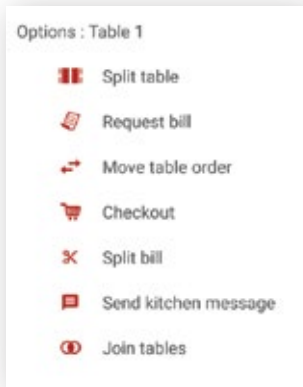 Options : Table 1
Split table
Request bill
Move table order
Checkout
Split bill
Send kitchen message
Join tables